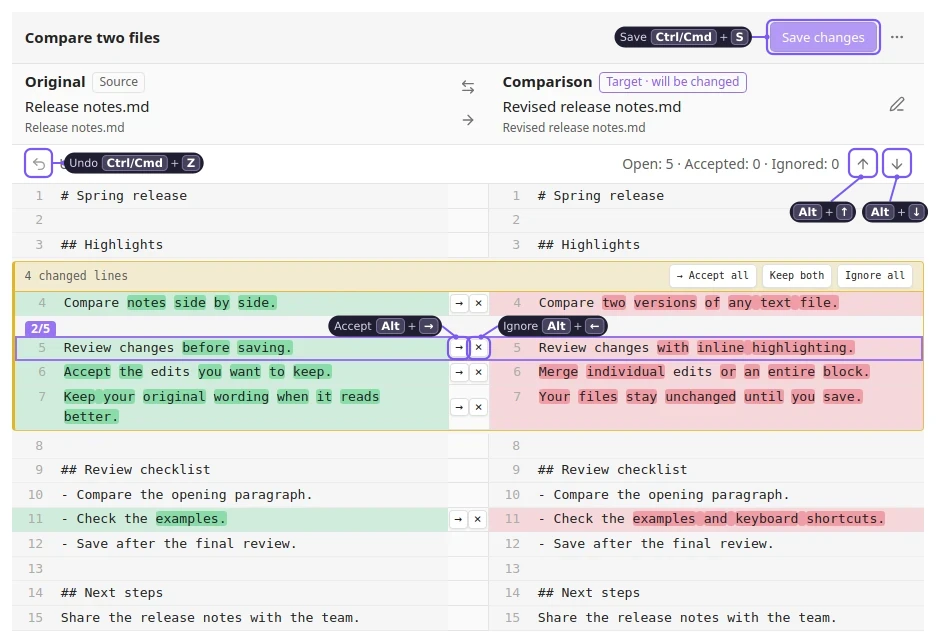 Compare two files
Save Ctrl/Cmd + S
Save changes
Original Source
Release notes.md
Release notes.md
Comparison Target · will be changed
Revised release notes.md
Revised release notes.md
Undo Ctrl/Cmd + Z
Open: 5 · Accepted: 0 · Ignored: 0
Alt + ↑
Alt + ↓
1 # Spring release 1 # Spring release
2 2
3 ## Highlights 3 ## Highlights
4 changed lines → Accept all Keep both Ignore all
4 Compare notes side by side. → × 4 Compare two versions of any text file.
2/5 Accept Alt + → Ignore Alt + ←
5 Review changes before saving. → × 5 Review changes with inline highlighting.
6 Accept the edits you want to keep. → × 6 Merge individual edits or an entire block.
7 Keep your original wording when it reads → × 7 Your files stay unchanged until you save.
better.
8 8
9 ## Review checklist 9 ## Review checklist
10 - Compare the opening paragraph. 10 - Compare the opening paragraph.
11 - Check the examples. → × 11 - Check the examples and keyboard shortcuts.
12 - Save after the final review. 12 - Save after the final review.
13 13
14 ## Next steps 14 ## Next steps
15 Share the release notes with the team. 15 Share the release notes with the team.